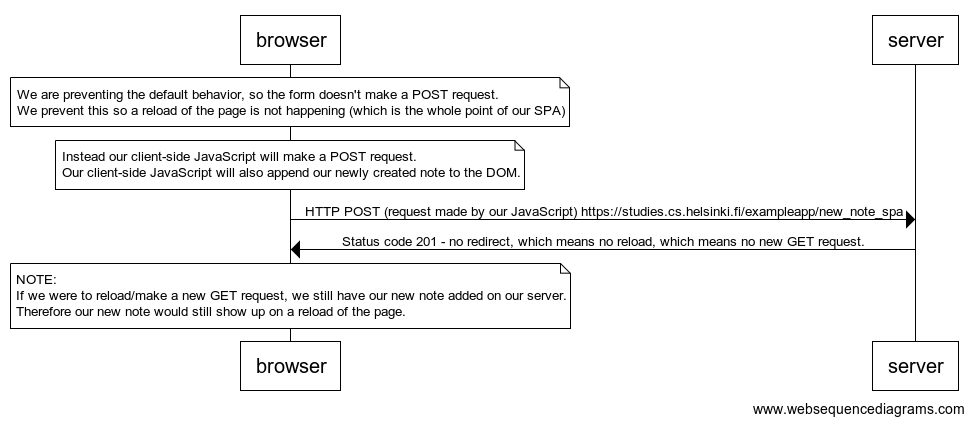 browser
server
We are preventing the default behavior, so the form doesn't make a POST request.
We prevent this so a reload of the page is not happening (which is the whole point of our SPA)
Instead our client-side JavaScript will make a POST request.
Our client-side JavaScript will also append our newly created note to the DOM.
HTTP POST (request made by our JavaScript) https://studies.cs.helsinki.fi/exampleapp/new_note_spa
Status code 201 - no redirect, which means no reload, which means no new GET request.
NOTE:
If we were to reload/make a new GET request, we still have our new note added on our server.
Therefore our new note would still show up on a reload of the page.
browser
server
www.websequencediagrams.com